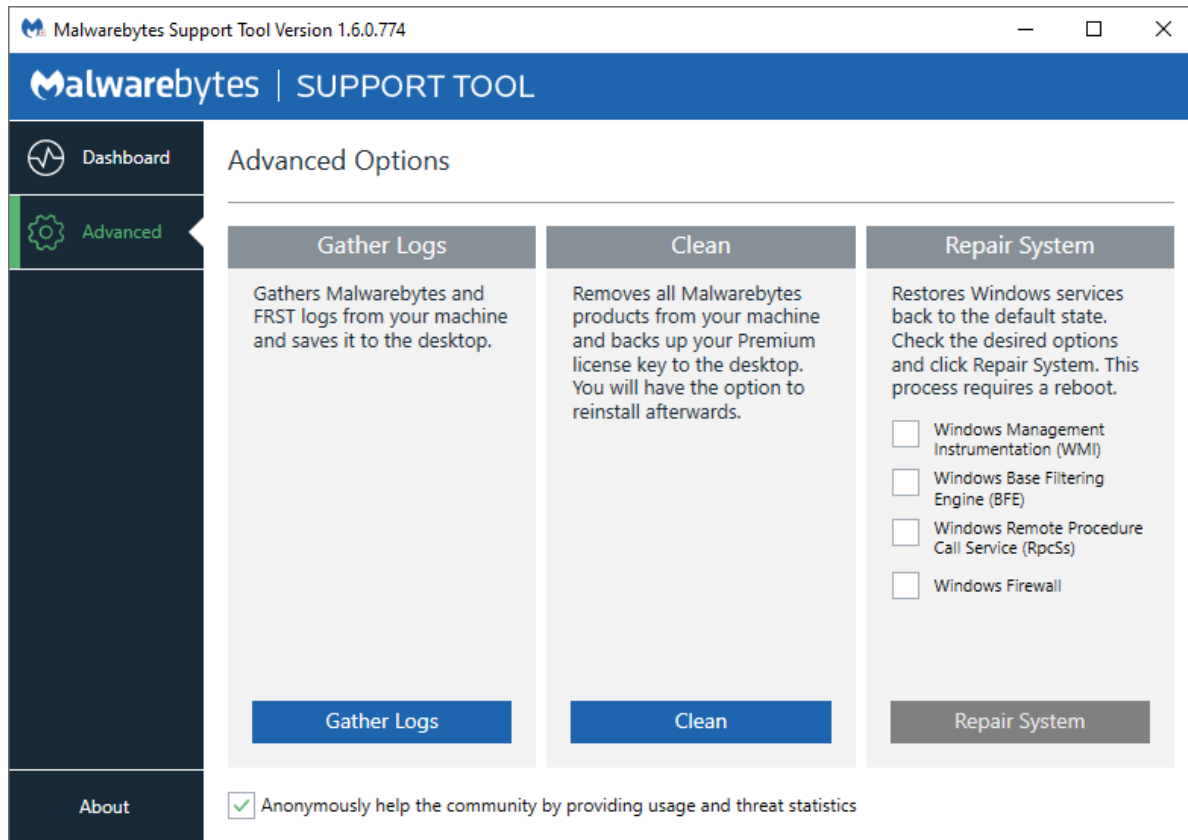 Malwarebytes Support Tool Version 1.6.0.774
Malwarebytes | SUPPORT TOOL
Dashboard
Advanced
About
Advanced Options
Gather Logs
Gathers Malwarebytes and
FRST logs from your machine
and saves it to the desktop.
Gather Logs
Clean
Removes all Malwarebytes
products from your machine
and backs up your Premium
license key to the desktop.
You will have the option to
reinstall afterwards.
Clean
Repair System
Restores Windows services
back to the default state.
Check the desired options
and click Repair System. This
process requires a reboot.
Windows Management
Instrumentation (WMI)
Windows Base Filtering
Engine (BFE)
Windows Remote Procedure
Call Service (RpcSs)
Windows Firewall
Repair System
Anonymously help the community by providing usage and threat statistics